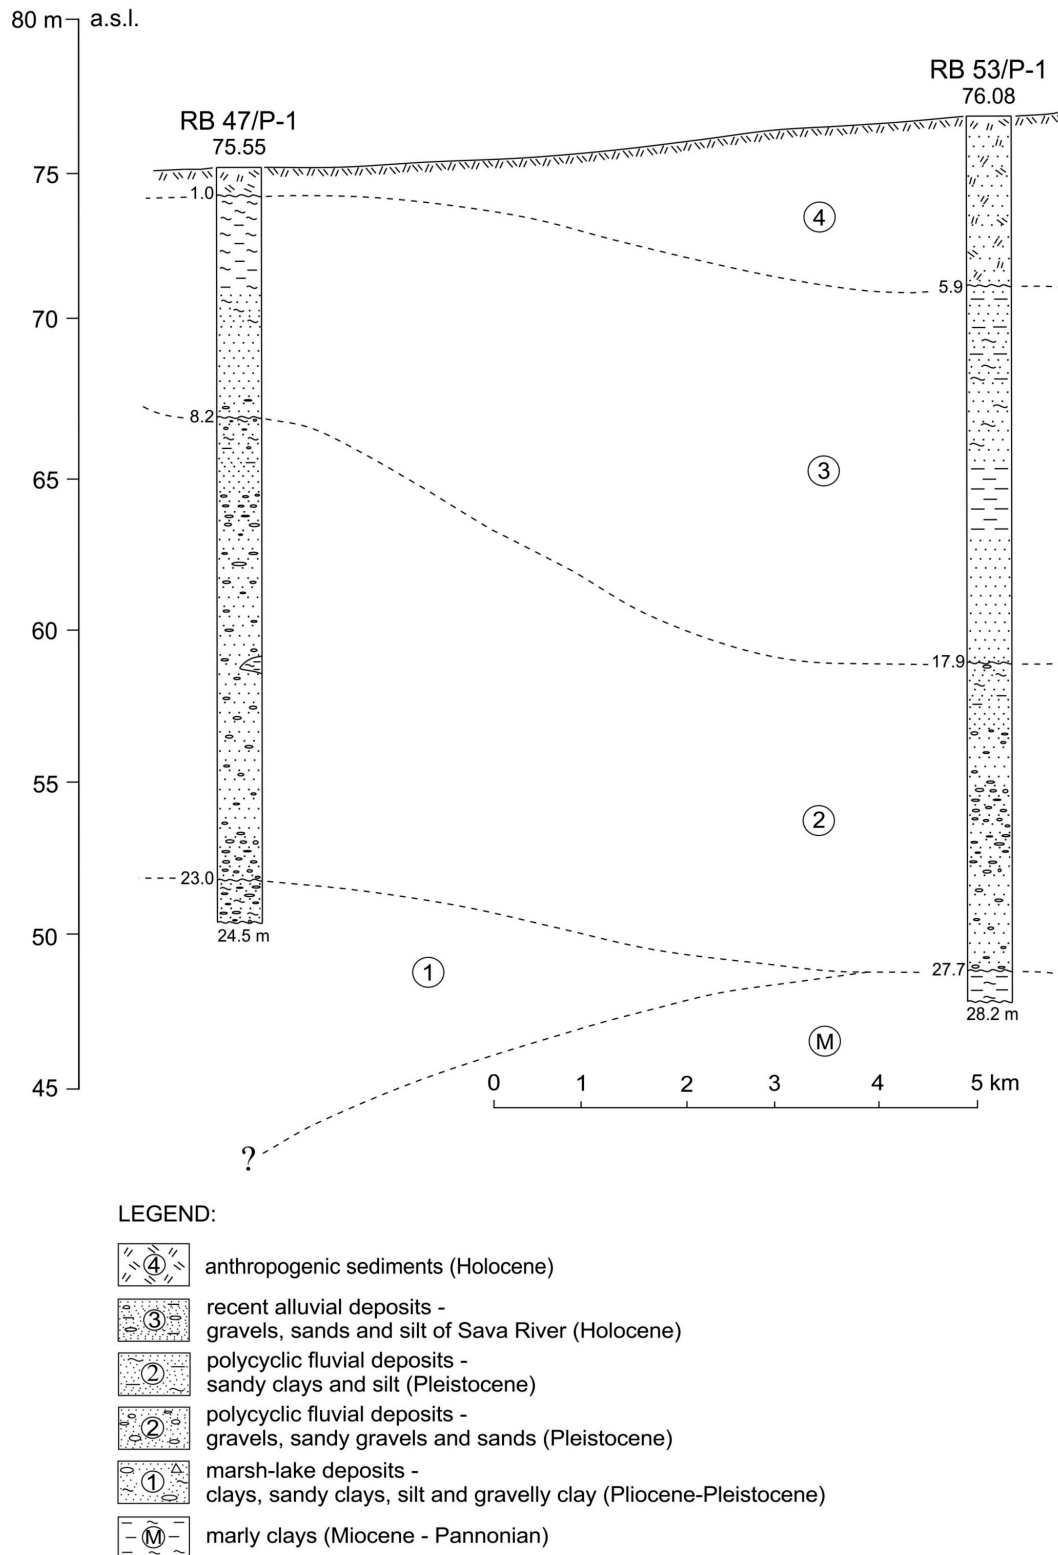 80 m a.s.l.
RB 53/P-1
76.08
RB 47/P-1
75.55
75
1.0
4
5.9
70
8.2
3
65
60
17.9
55
2
23.0
50
24.5 m
1
27.7
28.2 m
M
45
0 1 2 3 4 5 km
?
LEGEND:
4 anthropogenic sediments (Holocene)
3 recent alluvial deposits -
gravels, sands and silt of Sava River (Holocene)
2 polycyclic fluvial deposits -
sandy clays and silt (Pleistocene)
2 polycyclic fluvial deposits -
gravels, sandy gravels and sands (Pleistocene)
1 marsh-lake deposits -
clays, sandy clays, silt and gravelly clay (Pliocene-Pleistocene)
M marly clays (Miocene - Pannonian)